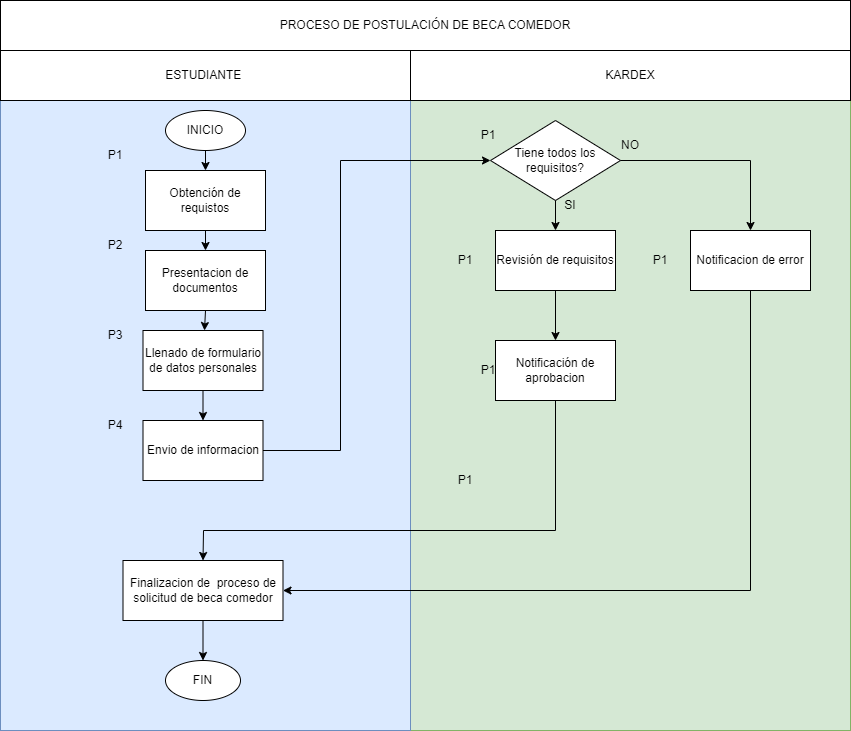 PROCESO DE POSTULACIÓN DE BECA COMEDOR
ESTUDIANTE
KARDEX
INICIO
P1
Obtención de
requistos
P2
Presentacion de
documentos
P3
Llenado de formulario
de datos personales
P4
Envio de informacion
P1
Tiene todos los
requisitos?
NO
SI
P1
Revisión de requisitos
P1
Notificacion de error
P1
Notificación de
aprobacion
P1
Finalizacion de proceso de
solicitud de beca comedor
FIN